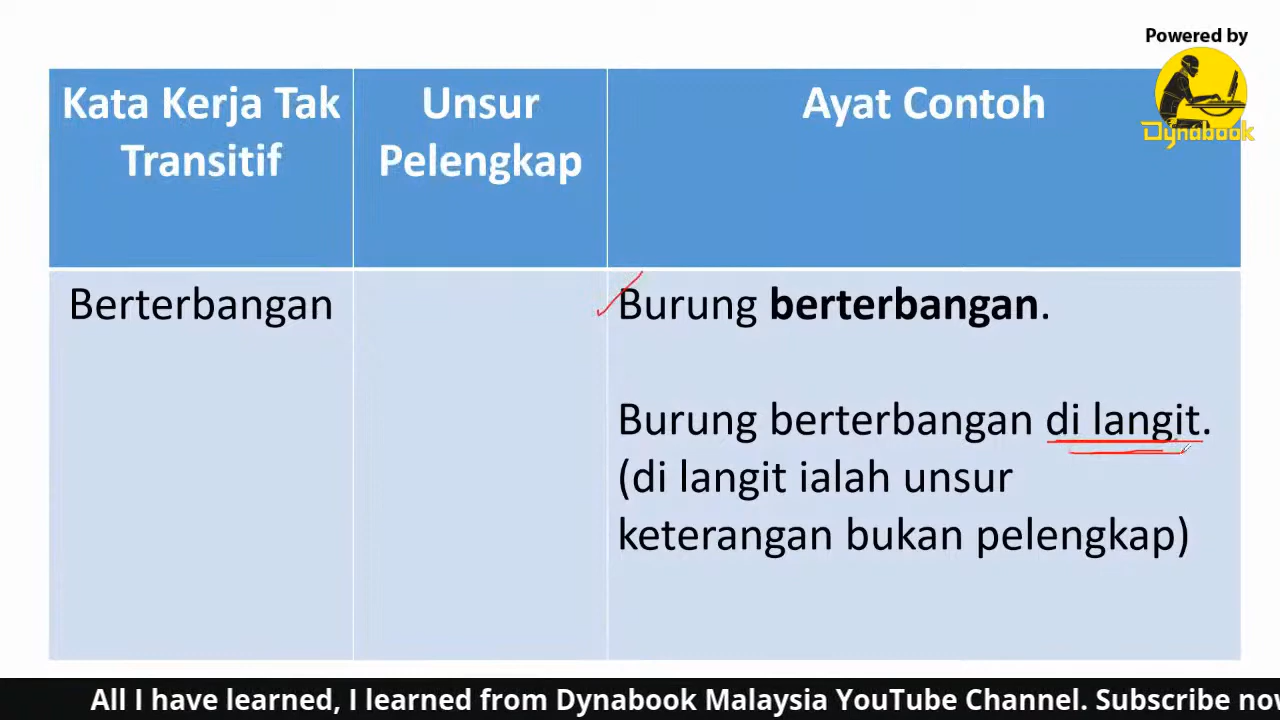 Powered by
Dynabook
Kata Kerja Tak
Transitif
Unsur
Pelengkap
Ayat Contoh
Berterbangan
Burung berterbangan.
Burung berterbangan di langit.
(di langit ialah unsur
keterangan bukan pelengkap)
All I have learned, I learned from Dynabook Malaysia YouTube Channel. Subscribe now